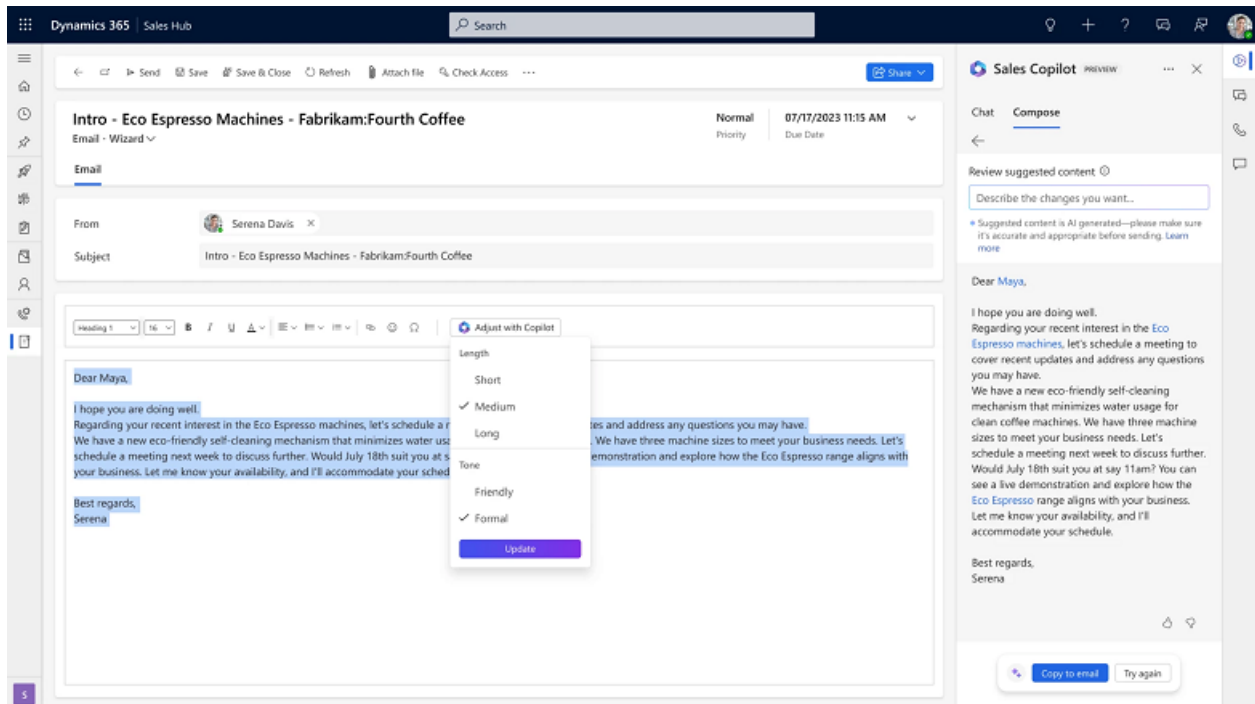 Dynamics 365 Sales Hub
Search
Send Save Save & Close Refresh Attach file Check Access
Share
Intro - Eco Espresso Machines - Fabrikam:Fourth Coffee
Email - Wizard
Normal
Priority
07/17/2023 11:15 AM
Due Date
Email
From
Serena Davis
Subject
Intro - Eco Espresso Machines - Fabrikam:Fourth Coffee
Heading 1 16 B I U A
Adjust with Copilot
Length
Short
Medium
Long
Tone
Friendly
Formal
Update
Dear Maya,
I hope you are doing well.
Regarding your recent interest in the Eco Espresso machines, let's schedule a tes and address any questions you may have.
We have a new eco-friendly self-cleaning mechanism that minimizes water . We have three machine sizes to meet your business needs. Let's
schedule a meeting next week to discuss further. Would July 18th suit you at emonstration and explore how the Eco Espresso range aligns with
your business. Let me know your availability, and I'll accommodate your
Best regards,
Serena
S
Sales Copilot PREVIEW
Chat Compose
Review suggested content
Describe the changes you want...
Suggested content is AI generated—please make sure
it's accurate and appropriate before sending. Learn
more
Dear Maya,
I hope you are doing well.
Regarding your recent interest in the Eco
Espresso machines, let's schedule a meeting to
cover recent updates and address any questions
you may have.
We have a new eco-friendly self-cleaning
mechanism that minimizes water usage for
clean coffee machines. We have three machine
sizes to meet your business needs. Let's
schedule a meeting next week to discuss further.
Would July 18th suit you at say 11am? You can
see a live demonstration and explore how the
Eco Espresso range aligns with your business.
Let me know your availability, and I'll
accommodate your schedule.
Best regards,
Serena
Copy to email
Try again